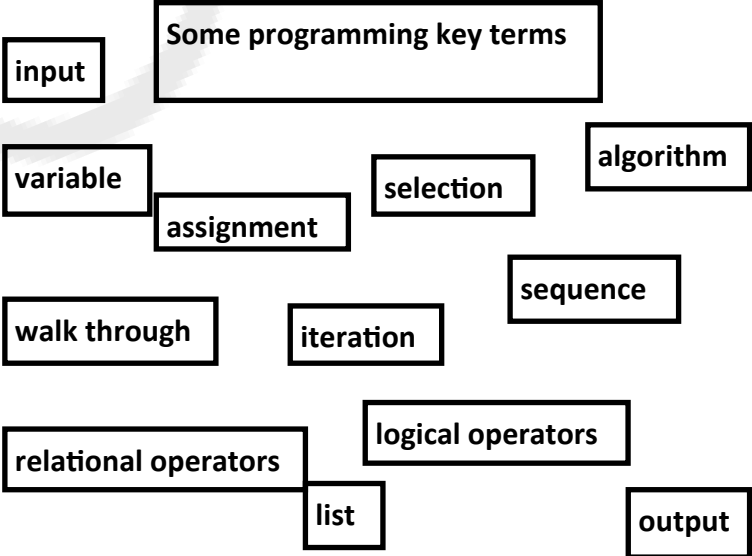 Some programming key terms
input
algorithm
variable
selection
assignment
sequence
walk through
iteration
logical operators
relational operators
list
output